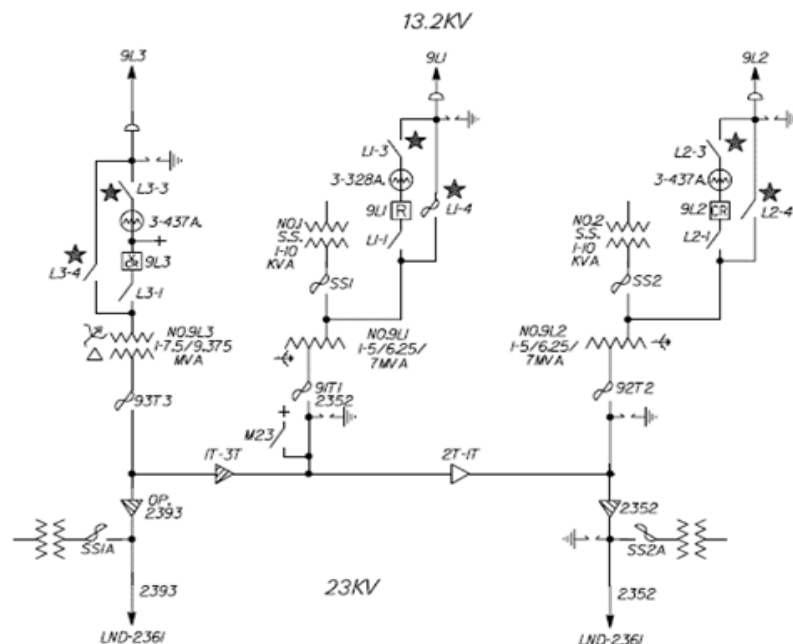 13.2KV
9L3
9L1
9L2
L3-3
3-437A.
9L3
L3-4
L3-1
NO.9L3
1-7.5/9.375
MVA
93T3
L1-3
3-328A.
9L1
R
L1-4
L1-1
NO.1
S.S.
1-10
KVA
SS1
NO.9L1
1-5/6.25/
7MVA
91T1
2352
M23
L2-3
3-437A.
9L2
CR
L2-4
L2-1
NO.2
S.S.
1-10
KVA
SS2
NO.9L2
1-5/6.25/
7MVA
92T2
1T-3T
2T-1T
OP.
2393
2352
SS1A
SS2A
23KV
2393
2352
LND-2361
LND-2361